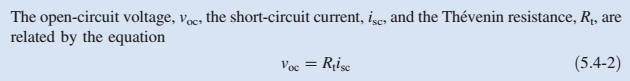 The open-circuit voltage, v_oc, the short-circuit current, i_sc, and the Thévenin resistance, R_t, are
related by the equation
v_oc = R_t i_sc (5.4-2)